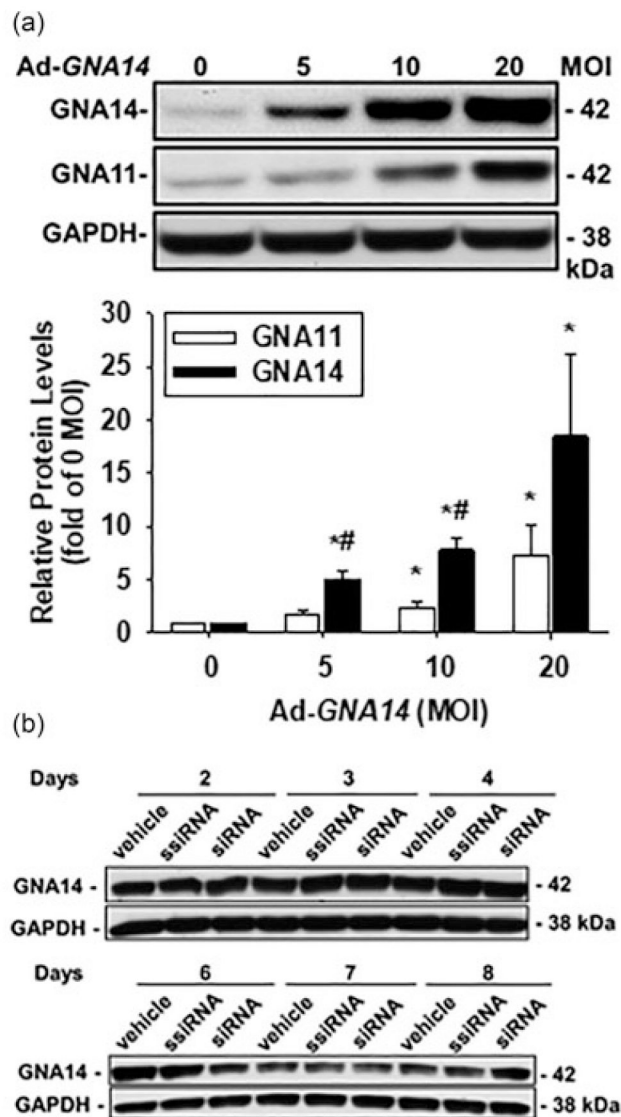 (a)
Ad-GNA14 0 5 10 20 MOI
GNA14- - 42
GNA11- - 42
GAPDH- - 38
kDa
30
25
20
15
10
5
0
Relative Protein Levels
(fold of 0 MOI)
GNA11
GNA14
*# * *# * *
0 5 10 20
Ad-GNA14 (MOI)
(b)
Days 2 3 4
vehicle ssiRNA siRNA vehicle ssiRNA siRNA vehicle ssiRNA siRNA
GNA14 - - 42
GAPDH - - 38 kDa
Days 6 7 8
vehicle ssiRNA siRNA vehicle ssiRNA siRNA vehicle ssiRNA siRNA
GNA14 - - 42
GAPDH - - 38 kDa